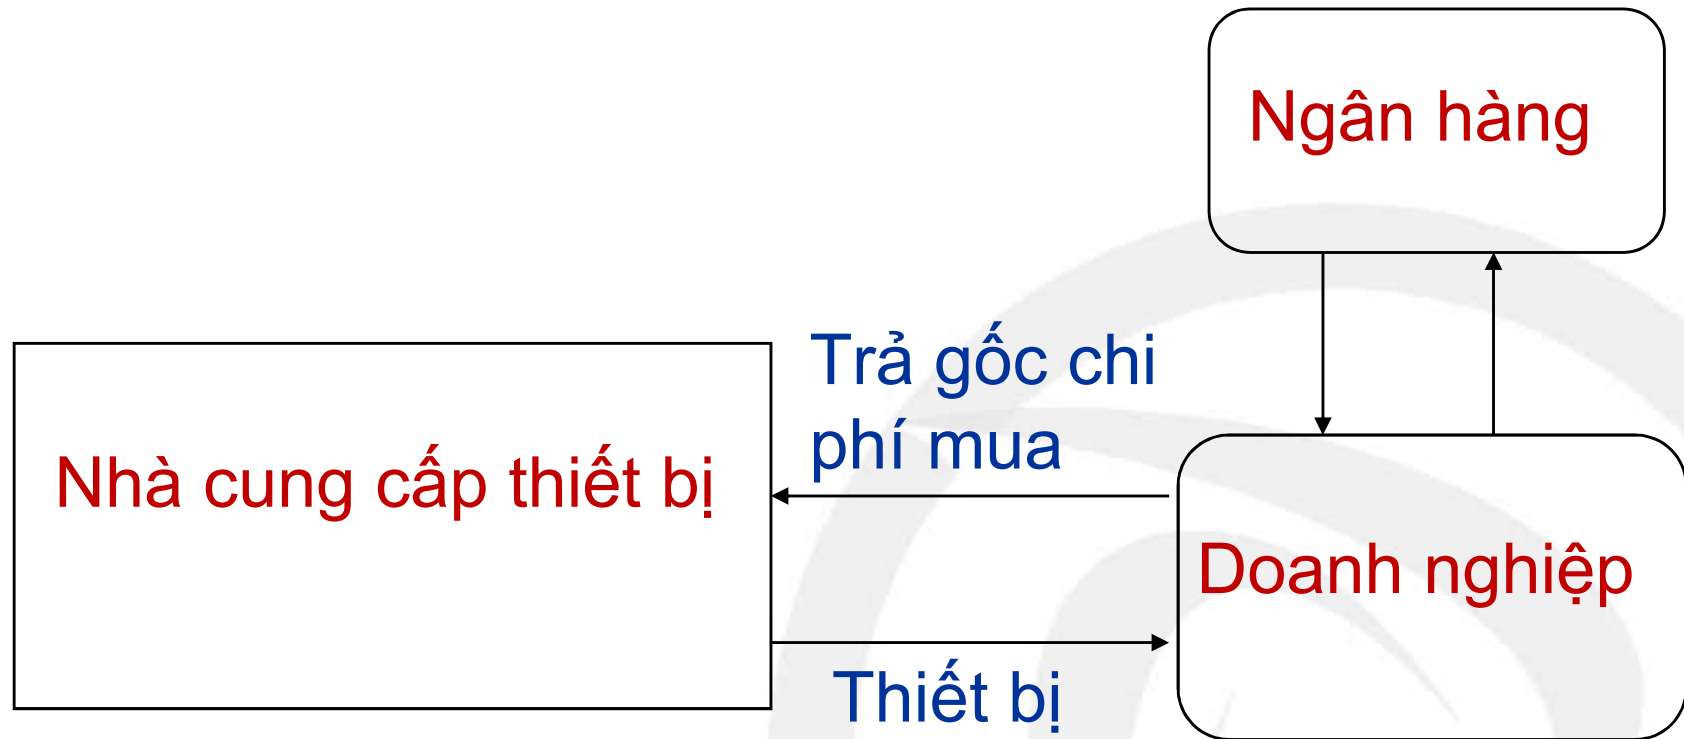 Ngân hàng
Trả gốc chi
phí mua
Nhà cung cấp thiết bị
Doanh nghiệp
Thiết bị